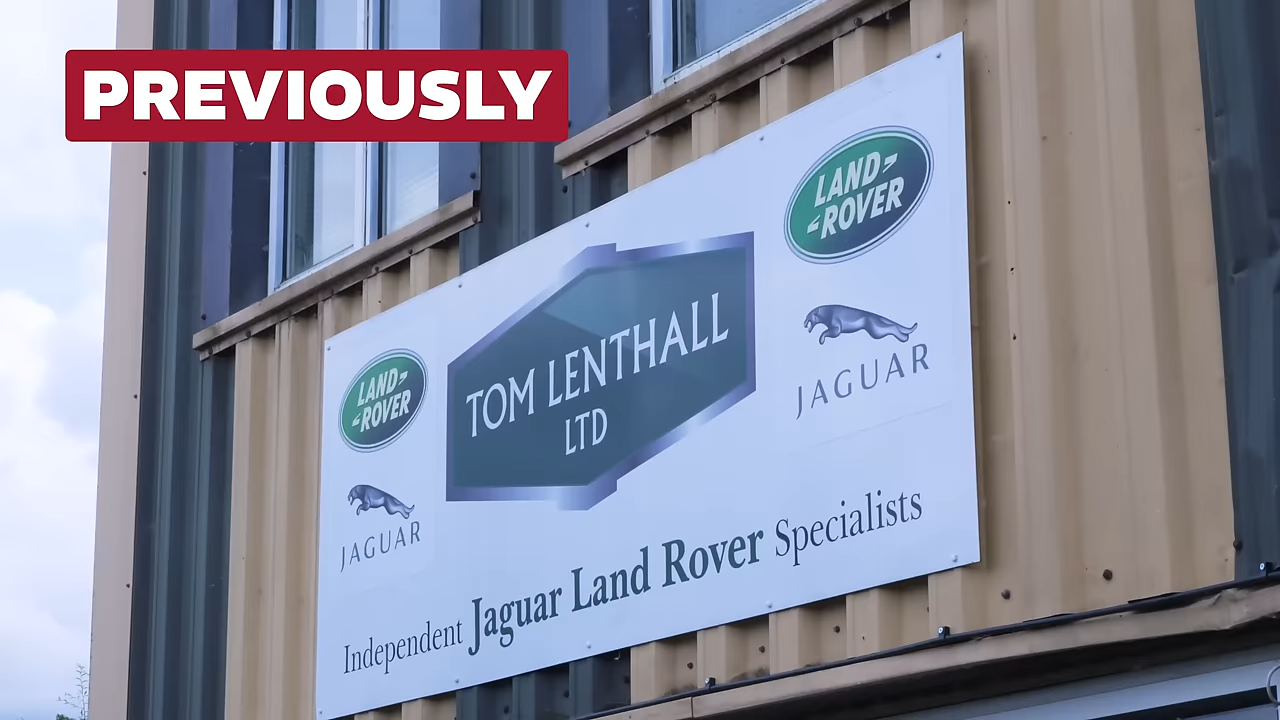 PREVIOUSLY
LAND-
-ROVER
JAGUAR
TOM LENTHALL
LTD
LAND-
-ROVER
JAGUAR
Independent Jaguar Land Rover Specialists